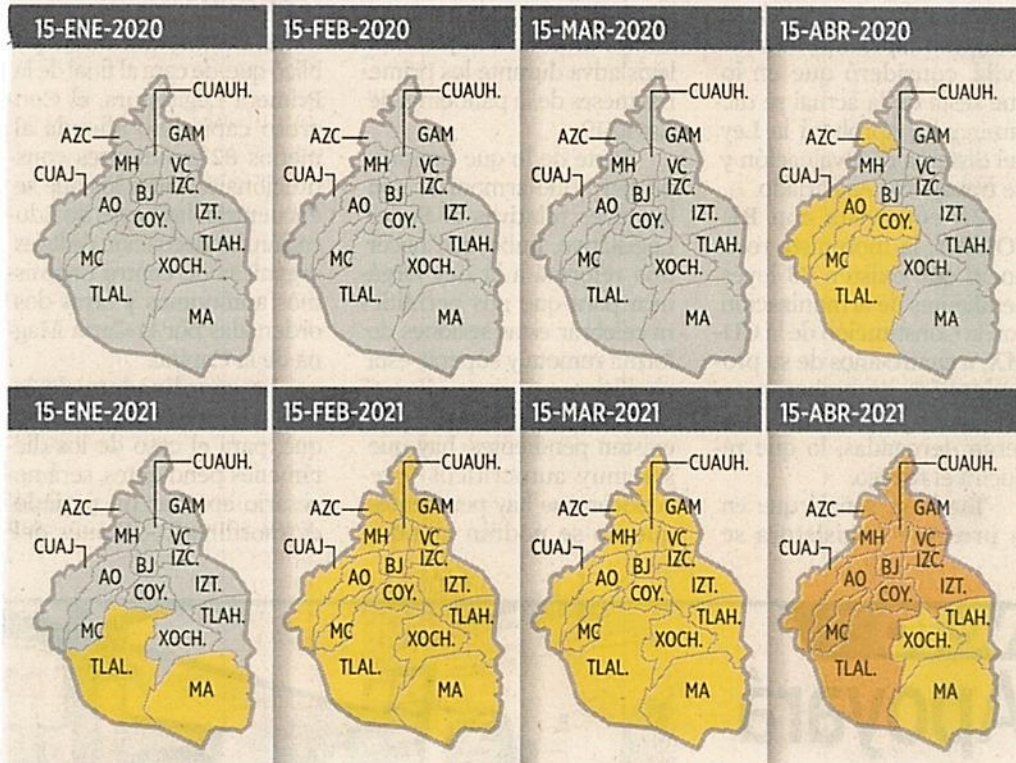 15-ENE-2020
CUAUH.
AZC
GAM
MH
VC
CUAJ
IZC.
BJ
AO
COY.
IZT.
TLAH.
MC
XOCH.
TLAL.
MA
15-FEB-2020
CUAUH.
AZC
GAM
MH
VC
CUAJ
IZC.
BJ
AO
COY.
IZT.
TLAH.
MC
XOCH.
TLAL.
MA
15-MAR-2020
CUAUH.
AZC
GAM
MH
VC
CUAJ
IZC.
BJ
AO
COY.
IZT.
TLAH.
MC
XOCH.
TLAL.
MA
15-ABR-2020
CUAUH.
AZC
GAM
MH
VC
CUAJ
IZC.
BJ
AO
COY.
IZT.
TLAH.
MC
XOCH.
TLAL.
MA
15-ENE-2021
CUAUH.
AZC
GAM
MH
VC
CUAJ
IZC.
BJ
AO
COY.
IZT.
TLAH.
MC
XOCH.
TLAL.
MA
15-FEB-2021
CUAUH.
AZC
GAM
MH
VC
CUAJ
IZC.
BJ
AO
COY.
IZT.
TLAH.
MC
XOCH.
TLAL.
MA
15-MAR-2021
CUAUH.
AZC
GAM
MH
VC
CUAJ
IZC.
BJ
AO
COY.
IZT.
TLAH.
MC
XOCH.
TLAL.
MA
15-ABR-2021
CUAUH.
AZC
GAM
MH
VC
CUAJ
IZC.
BJ
AO
COY.
IZT.
TLAH.
MC
XOCH.
TLAL.
MA